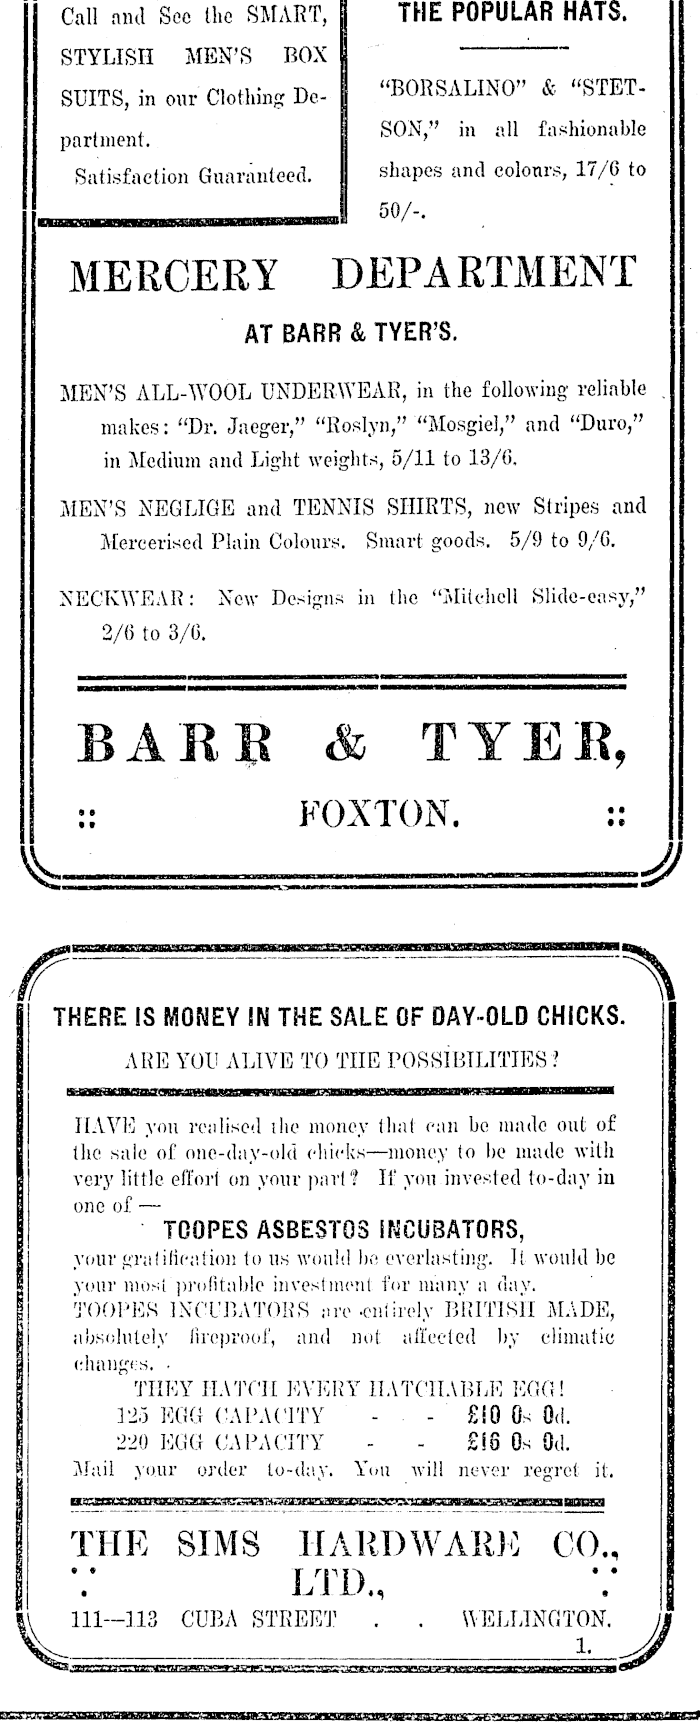 Call and See the SMART,
STYLISH MEN'S BOX
SUITS, in our Clothing De-
partment.
Satisfaction Guaranteed.
THE POPULAR HATS.
"BORSALINO" & "STET-
SON," in all fashionable
shapes and colours, 17/6 to
50/-.
MERCERY DEPARTMENT
AT BARR & TYER'S.
MEN'S ALL-WOOL UNDERWEAR, in the following reliable
makes: "Dr. Jaeger," "Roslyn," "Mosgiel," and "Duro,"
in Medium and Light weights, 5/11 to 13/6.
MEN'S NEGLIGE and TENNIS SHIRTS, new Stripes and
Mercerised Plain Colours. Smart goods. 5/9 to 9/6.
NECKWEAR: New Designs in the "Mitchell Slide-easy,"
2/6 to 3/6.
BARR & TYER,
:: FOXTON. ::
THERE IS MONEY IN THE SALE OF DAY-OLD CHICKS.
ARE YOU ALIVE TO THE POSSIBILITIES?
HAVE you realised the money that can be made out of
the sale of one-day-old chicks—money to be made with
very little effort on your part? If you invested to-day in
one of —
TOOPES ASBESTOS INCUBATORS,
your gratification to us would be everlasting. It would be
your most profitable investment for many a day.
TOOPES INCUBATORS are entirely BRITISH MADE,
absolutely fireproof, and not affected by climatic
changes.
THEY HATCH EVERY HATCHABLE EGG!
125 EGG CAPACITY - - £10 0s 0d.
220 EGG CAPACITY - - £16 0s 0d.
Mail your order to-day. You will never regret it.
THE SIMS HARDWARE CO.,
LTD.,
111—113 CUBA STREET . . WELLINGTON.
1.